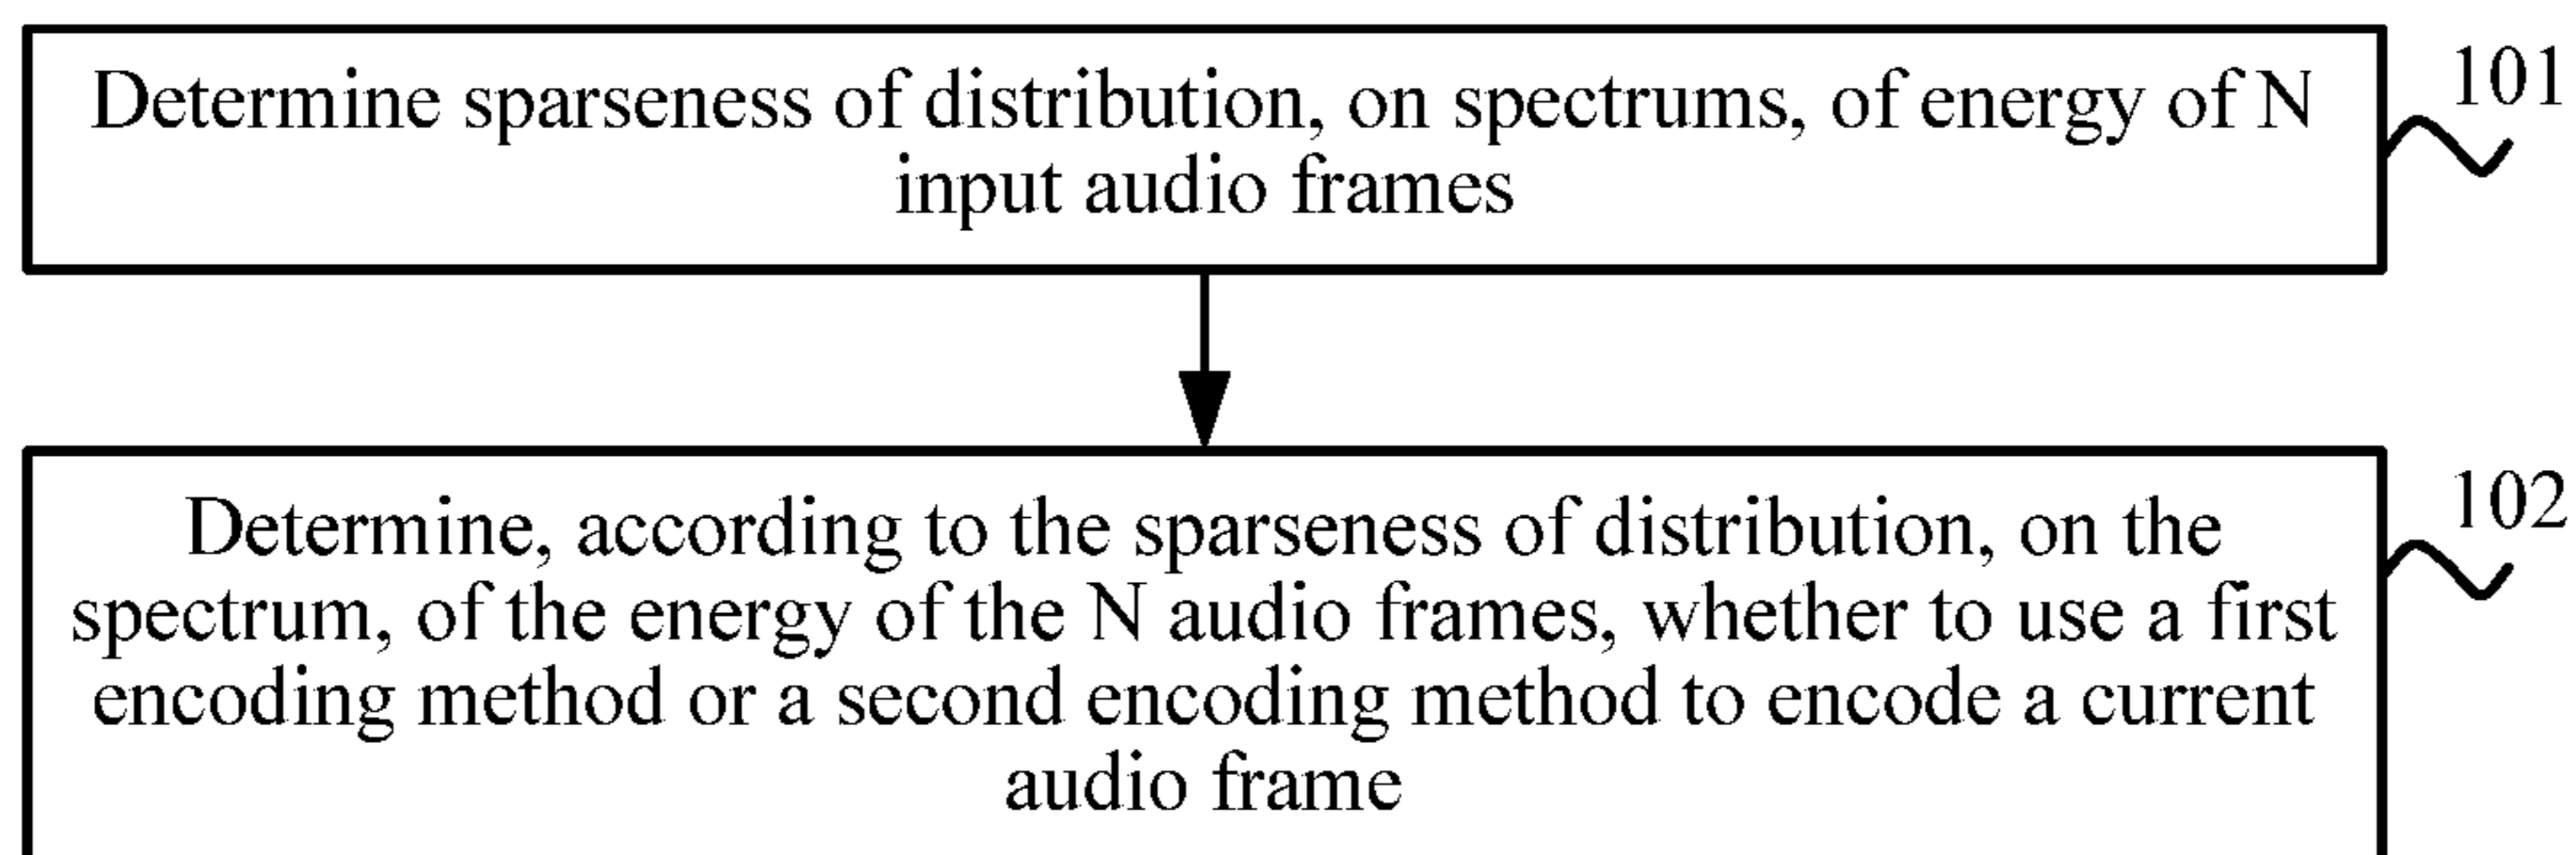 Determine sparseness of distribution, on spectrums, of energy of N
input audio frames
101
Determine, according to the sparseness of distribution, on the
spectrum, of the energy of the N audio frames, whether to use a first
encoding method or a second encoding method to encode a current
audio frame
102